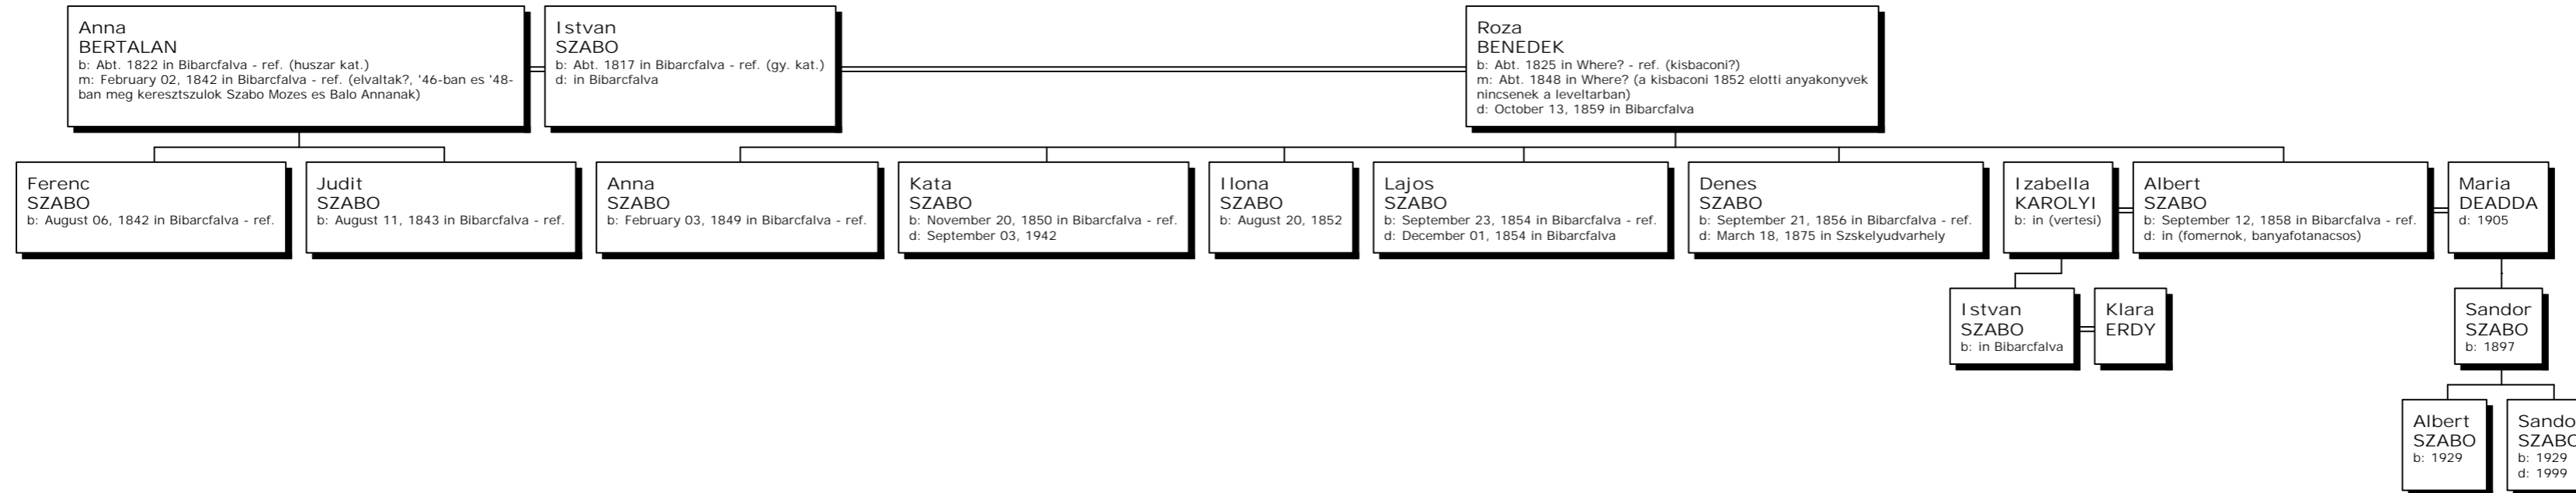 Anna
BERTALAN
b: Abt. 1822 in Bibarcfalva - ref. (huszar kat.)
m: February 02, 1842 in Bibarcfalva - ref. (elvaltak?, '46-ban es '48-
ban meg keresztszulok Szabo Mozes es Balo Annanak)
Istvan
SZABO
b: Abt. 1817 in Bibarcfalva - ref. (gy. kat.)
d: in Bibarcfalva
Roza
BENEDEK
b: Abt. 1825 in Where? - ref. (kisbaconi?)
m: Abt. 1848 in Where? (a kisbaconi 1852 elotti anyakonyvek
nincsenek a leveltarban)
d: October 13, 1859 in Bibarcfalva
Ferenc
SZABO
b: August 06, 1842 in Bibarcfalva - ref.
Judit
SZABO
b: August 11, 1843 in Bibarcfalva - ref.
Anna
SZABO
b: February 03, 1849 in Bibarcfalva - ref.
Kata
SZABO
b: November 20, 1850 in Bibarcfalva - ref.
d: September 03, 1942
Ilona
SZABO
b: August 20, 1852
Lajos
SZABO
b: September 23, 1854 in Bibarcfalva - ref.
d: December 01, 1854 in Bibarcfalva
Denes
SZABO
b: September 21, 1856 in Bibarcfalva - ref.
d: March 18, 1875 in Szskelyudvarhely
Izabella
KAROLYI
b: in (vertesi)
Albert
SZABO
b: September 12, 1858 in Bibarcfalva - ref.
d: in (fomernok, banyafotanacsos)
Maria
DEADDA
d: 1905
Istvan
SZABO
b: in Bibarcfalva
Klara
ERDY
Sandor
SZABO
b: 1897
Albert
SZABO
b: 1929
Sando
SZABO
b: 1929
d: 1999